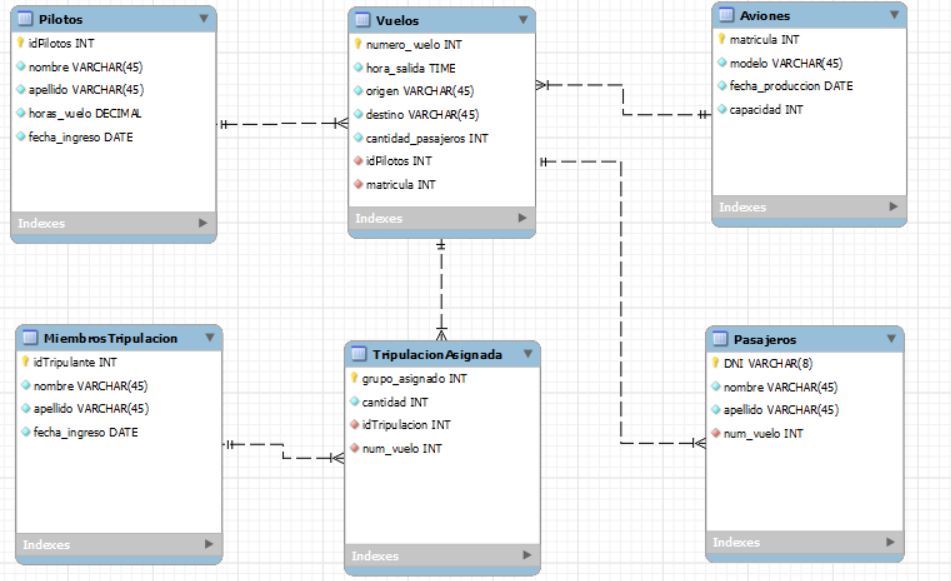 Pilotos
idPilotos INT
nombre VARCHAR(45)
apellido VARCHAR(45)
horas_vuelo DECIMAL
fecha_ingreso DATE
Indexes
Vuelos
numero_vuelo INT
hora_salida TIME
origen VARCHAR(45)
destino VARCHAR(45)
cantidad_pasajeros INT
idPilotos INT
matricula INT
Indexes
Aviones
matricula INT
modelo VARCHAR(45)
fecha_produccion DATE
capacidad INT
Indexes
MiembrosTripulacion
idTripulante INT
nombre VARCHAR(45)
apellido VARCHAR(45)
fecha_ingreso DATE
Indexes
TripulacionAsignada
grupo_asignado INT
cantidad INT
idTripulacion INT
num_vuelo INT
Indexes
Pasajeros
DNI VARCHAR(8)
nombre VARCHAR(45)
apellido VARCHAR(45)
num_vuelo INT
Indexes